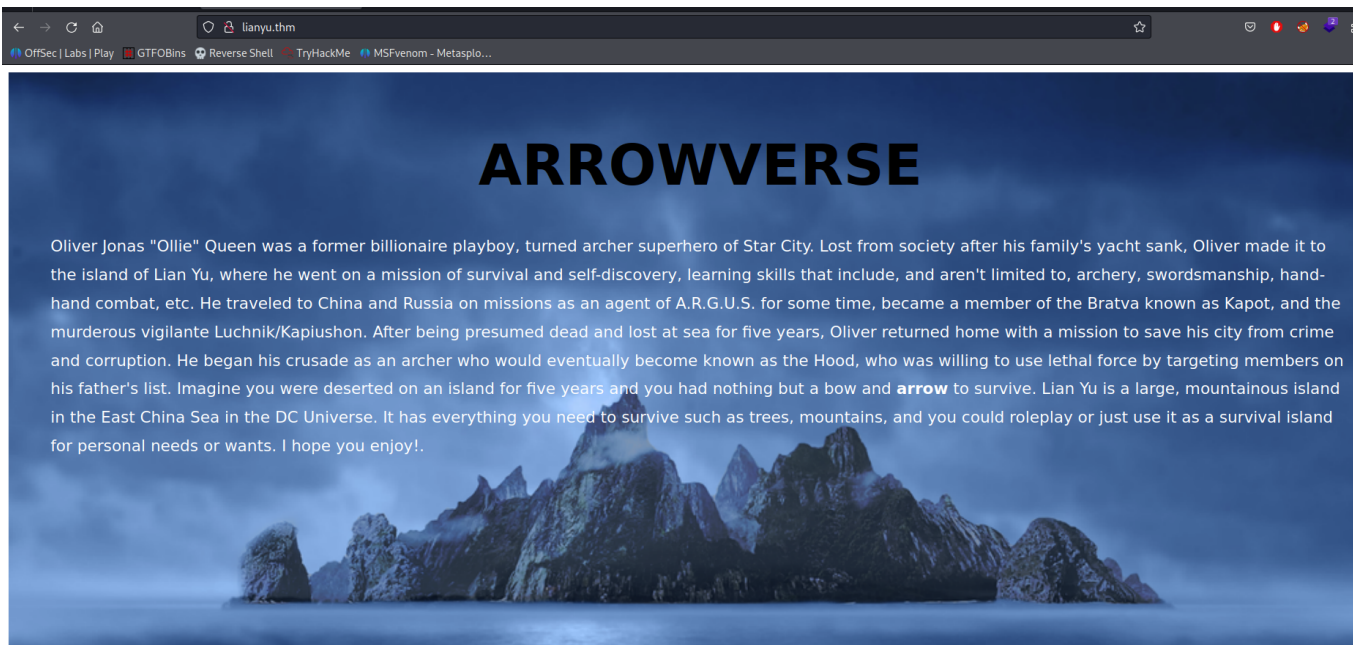 lianyu.thm
OffSec | Labs | Play GTFOBins Reverse Shell TryHackMe MSFvenom - Metasplo...
2
ARROWVERSE
Oliver Jonas "Ollie" Queen was a former billionaire playboy, turned archer superhero of Star City. Lost from society after his family's yacht sank, Oliver made it to
the island of Lian Yu, where he went on a mission of survival and self-discovery, learning skills that include, and aren't limited to, archery, swordsmanship, hand-
hand combat, etc. He traveled to China and Russia on missions as an agent of A.R.G.U.S. for some time, became a member of the Bratva known as Kapot, and the
murderous vigilante Luchnik/Kapiushon. After being presumed dead and lost at sea for five years, Oliver returned home with a mission to save his city from crime
and corruption. He began his crusade as an archer who would eventually become known as the Hood, who was willing to use lethal force by targeting members on
his father's list. Imagine you were deserted on an island for five years and you had nothing but a bow and arrow to survive. Lian Yu is a large, mountainous island
in the East China Sea in the DC Universe. It has everything you need to survive such as trees, mountains, and you could roleplay or just use it as a survival island
for personal needs or wants. I hope you enjoy!.